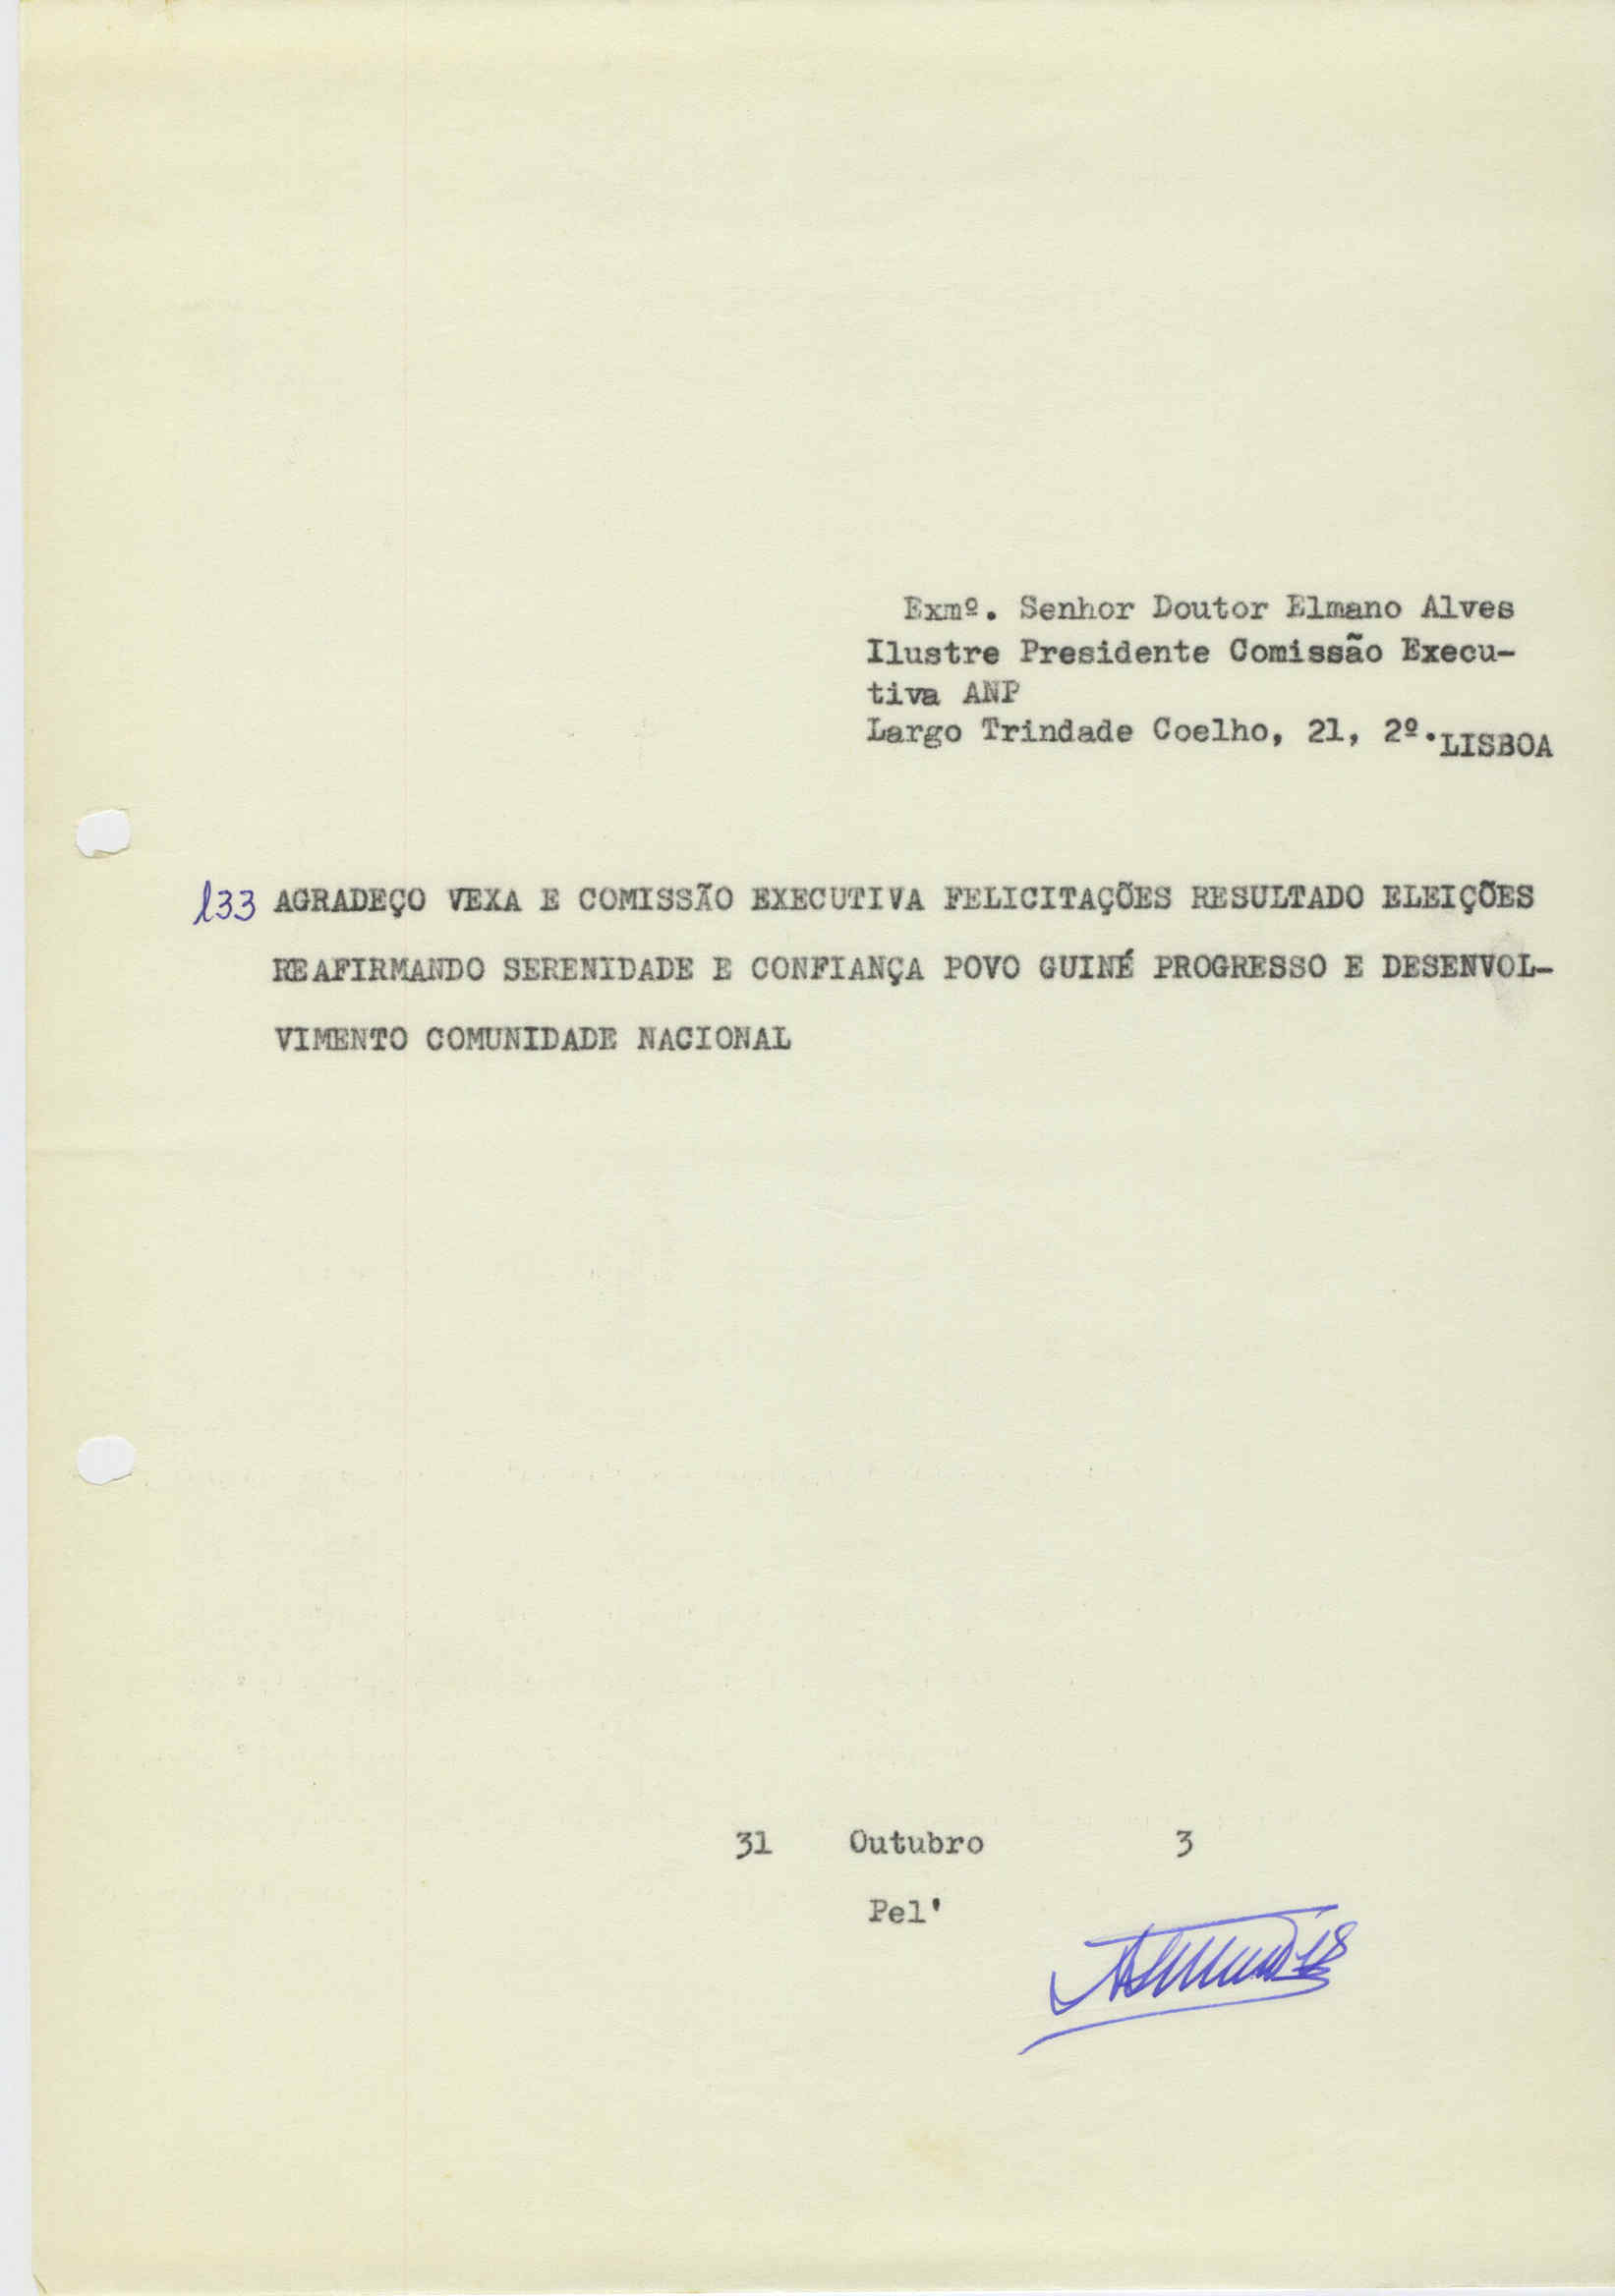 Exmº. Senhor Doutor Elmano Alves
Ilustre Presidente Comissão Execu-
tiva ANP
Largo Trindade Coelho, 21, 2º. LISBOA
133 AGRADEÇO VEXA E COMISSÃO EXECUTIVA FELICITAÇÕES RESULTADO ELEIÇÕES
REAFIRMANDO SERENIDADE E CONFIANÇA POVO GUINÉ PROGRESSO E DESENVOL-
VIMENTO COMUNIDADE NACIONAL
31 Outubro 3
Pel'